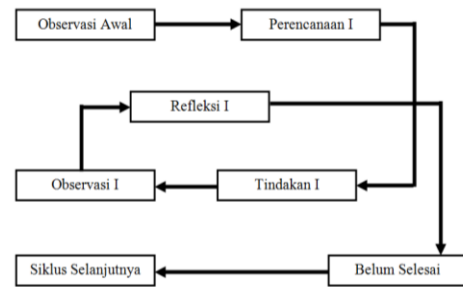 Observasi Awal
Perencanaan I
Refleksi I
Observasi I
Tindakan I
Siklus Selanjutnya
Belum Selesai